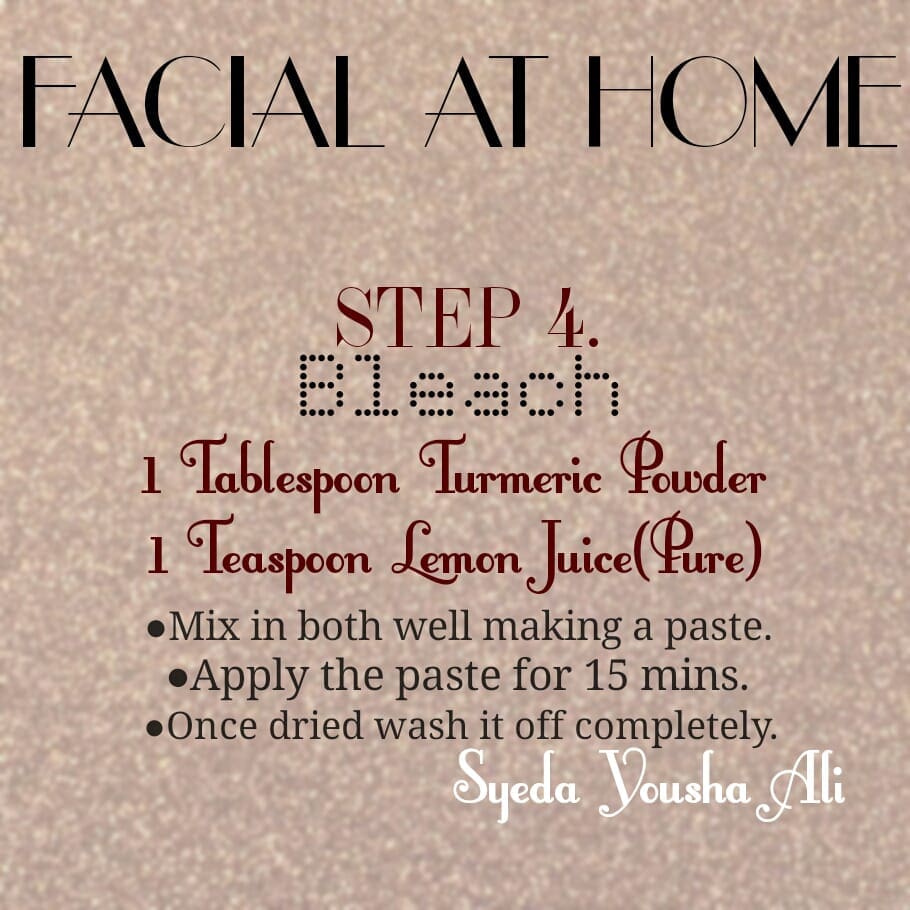 FACIAL AT HOME
STEP 4.
Bleach
1 Tablespoon Turmeric Powder
1 Teaspoon Lemon Juice(Pure)
●Mix in both well making a paste.
●Apply the paste for 15 mins.
●Once dried wash it off completely.
Syeda Yousha Ali